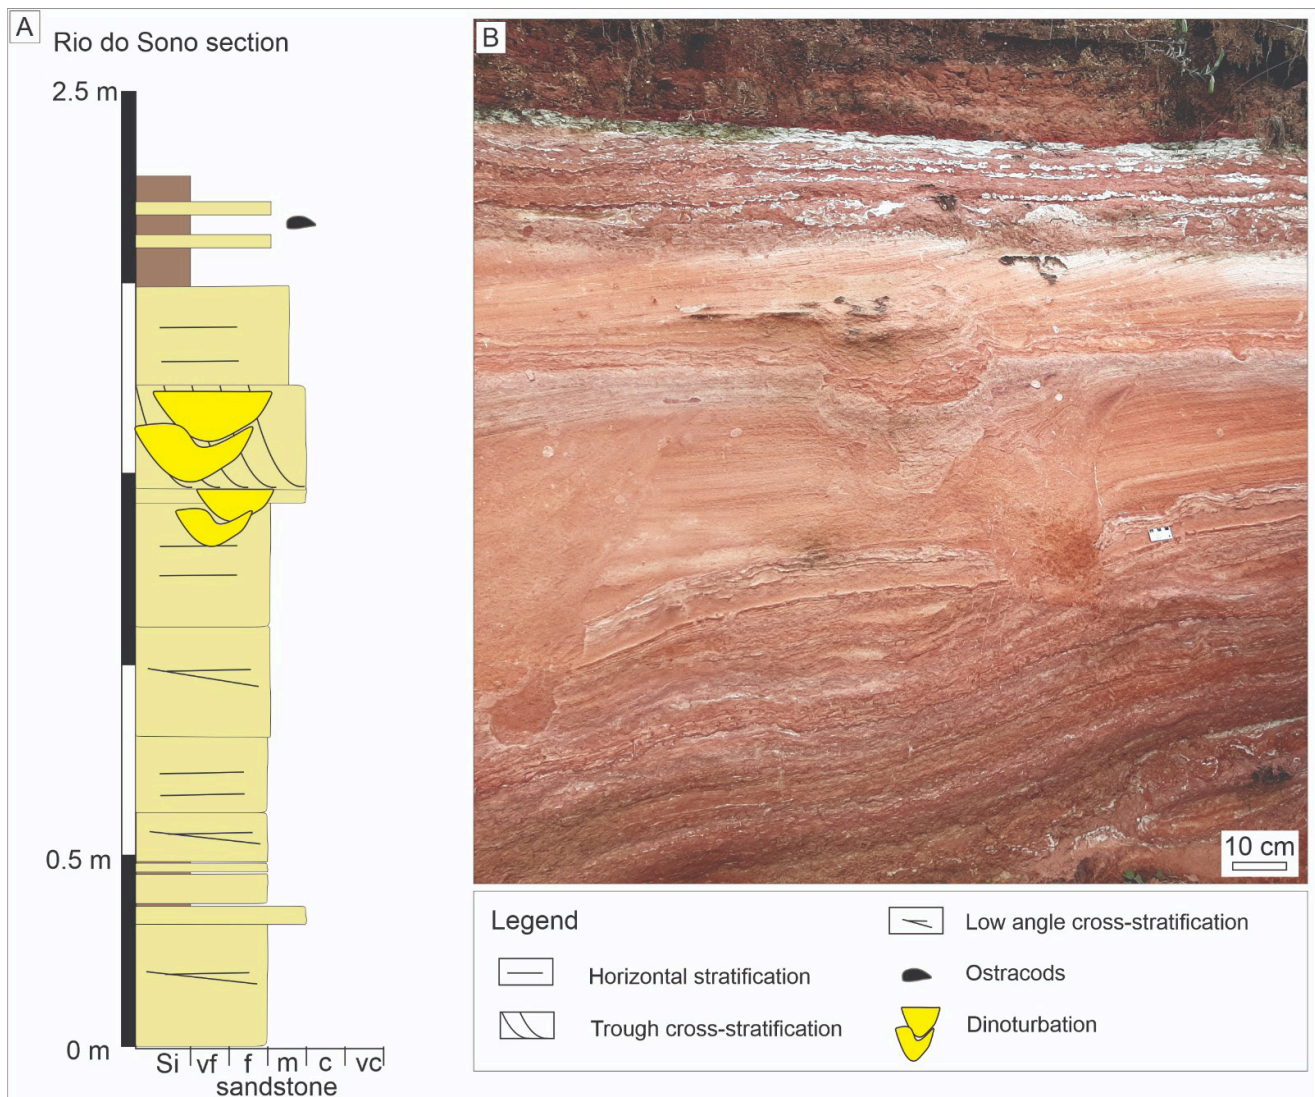 A
Rio do Sono section
2.5 m
0.5 m
0 m
Si vf f m c vc
sandstone
B
10 cm
Legend
Horizontal stratification
Trough cross-stratification
Low angle cross-stratification
Ostracods
Dinoturbation